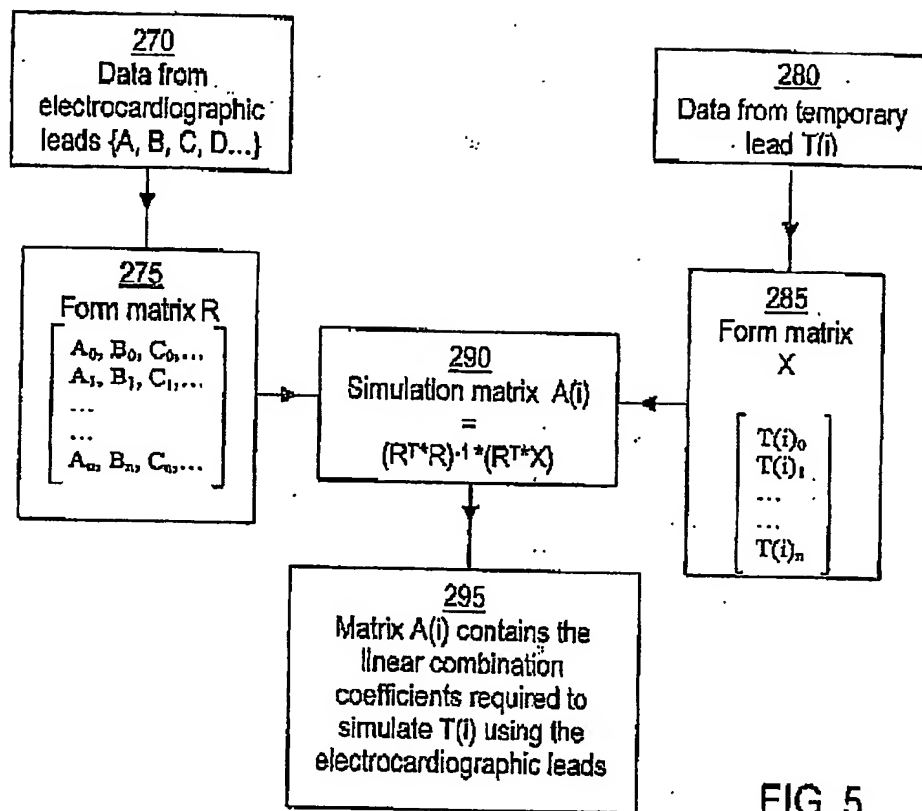 270
Data from
electrocardiographic
leads {A, B, C, D...}
280
Data from temporary
lead T(i)
275
Form matrix R
A₀, B₀, C₀,...
A₁, B₁, C₁,...
...
...
Aₙ, Bₙ, Cₙ,...
290
Simulation matrix A(i)
=
(Rᵀ*R)⁻¹*(Rᵀ*X)
285
Form matrix
X
T(i)₀
T(i)₁
...
...
T(i)ₙ
295
Matrix A(i) contains the
linear combination
coefficients required to
simulate T(i) using the
electrocardiographic leads
FIG. 5